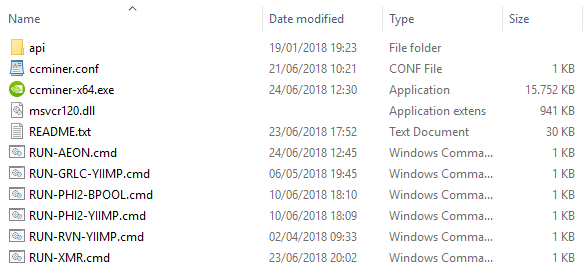 Name Date modified Type Size
api 19/01/2018 19:23 File folder
ccminer.conf 21/06/2018 10:21 CONF File 1 KB
ccminer-x64.exe 24/06/2018 12:30 Application 15.752 KB
msvcr120.dll Application extens 941 KB
README.txt 23/06/2018 17:52 Text Document 30 KB
RUN-AEON.cmd 24/06/2018 12:45 Windows Comma... 1 KB
RUN-GRLC-YIIMP.cmd 06/05/2018 19:45 Windows Comma... 1 KB
RUN-PHI2-BPOOL.cmd 10/06/2018 18:10 Windows Comma... 1 KB
RUN-PHI2-YIIMP.cmd 10/06/2018 18:09 Windows Comma... 1 KB
RUN-RVN-YIIMP.cmd 02/04/2018 09:33 Windows Comma... 1 KB
RUN-XMR.cmd 23/06/2018 20:02 Windows Comma... 1 KB